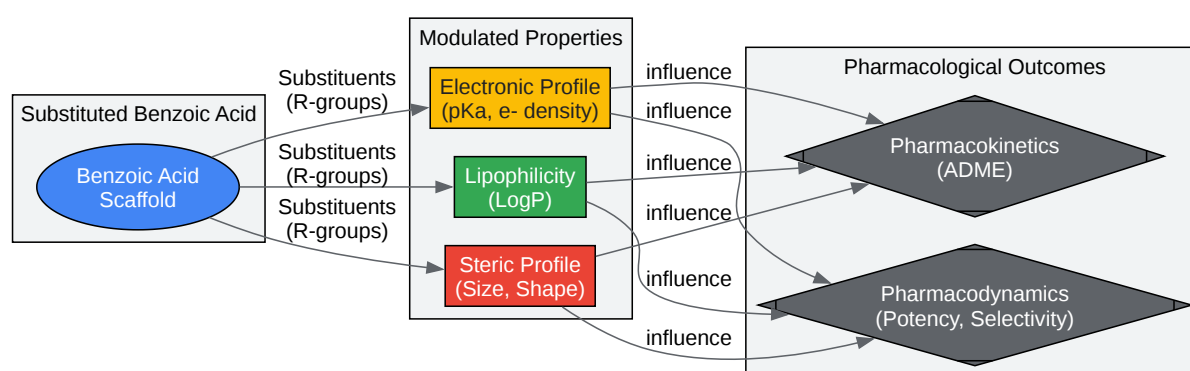 Substituted Benzoic Acid
Benzoic Acid
Scaffold
Substituents
(R-groups)
Substituents
(R-groups)
Substituents
(R-groups)
Modulated Properties
Electronic Profile
(pKa, e- density)
Lipophilicity
(LogP)
Steric Profile
(Size, Shape)
influence
influence
influence
influence
influence
influence
Pharmacological Outcomes
Pharmacokinetics
(ADME)
Pharmacodynamics
(Potency, Selectivity)